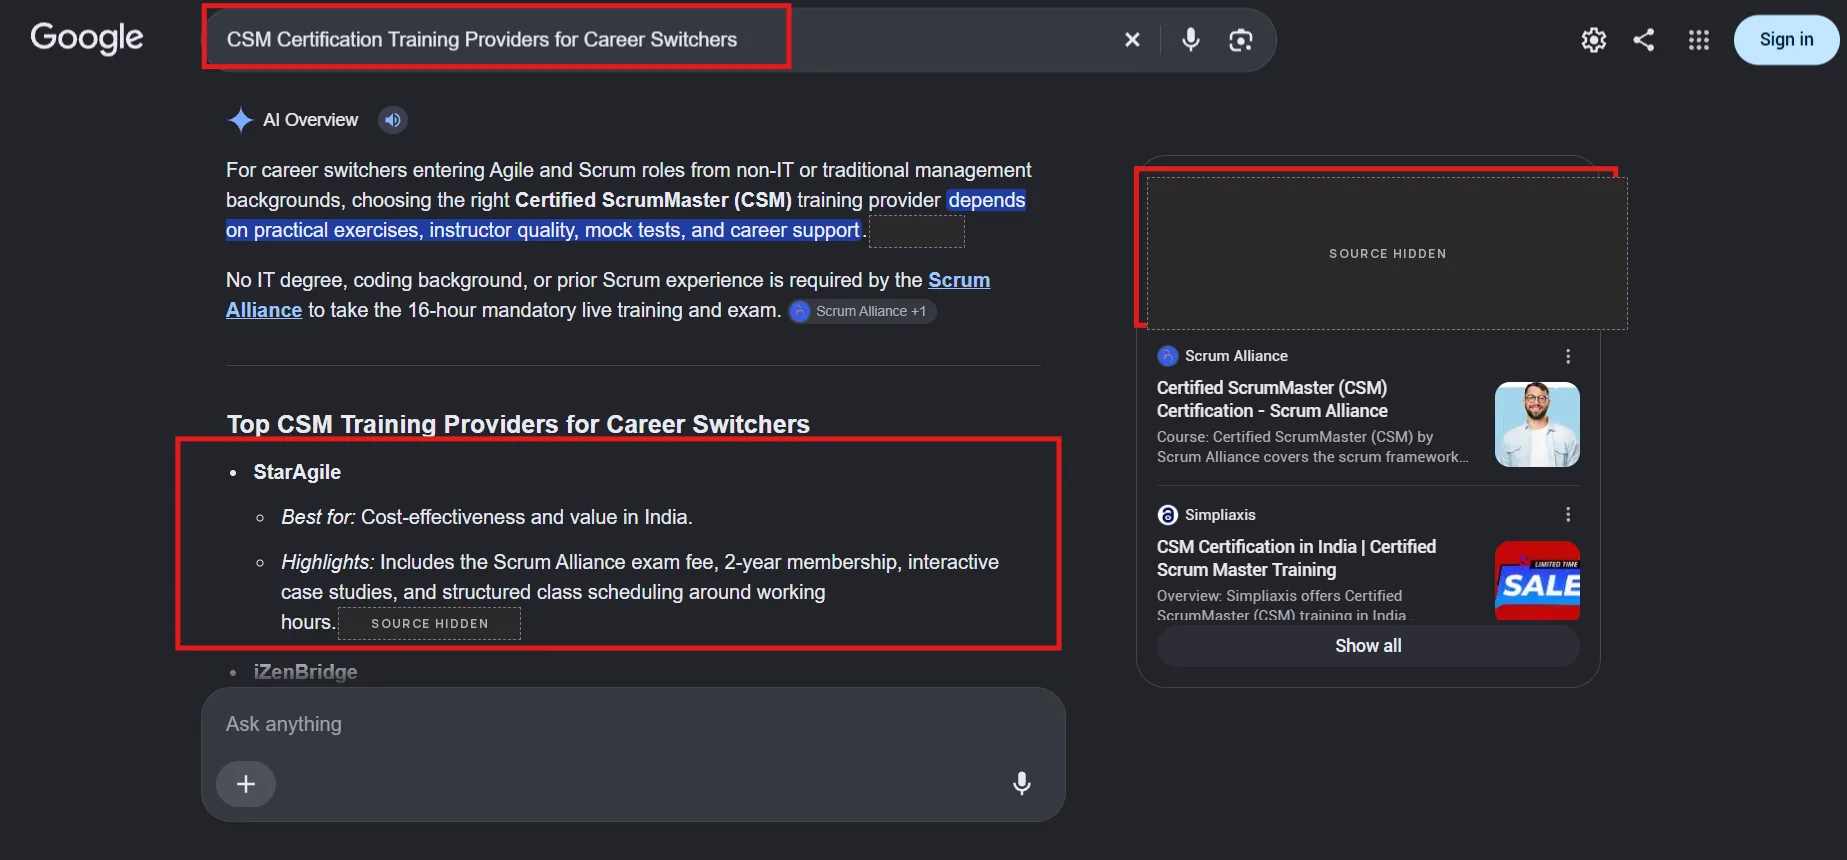 Google
CSM Certification Training Providers for Career Switchers
Sign in
AI Overview
For career switchers entering Agile and Scrum roles from non-IT or traditional management
backgrounds, choosing the right Certified ScrumMaster (CSM) training provider depends
on practical exercises, instructor quality, mock tests, and career support.
No IT degree, coding background, or prior Scrum experience is required by the Scrum
Alliance to take the 16-hour mandatory live training and exam. Scrum Alliance +1
Top CSM Training Providers for Career Switchers
• StarAgile
◦ Best for: Cost-effectiveness and value in India.
◦ Highlights: Includes the Scrum Alliance exam fee, 2-year membership, interactive
case studies, and structured class scheduling around working
hours. SOURCE HIDDEN
• iZenBridge
Ask anything
SOURCE HIDDEN
Scrum Alliance
Certified ScrumMaster (CSM)
Certification - Scrum Alliance
Course: Certified ScrumMaster (CSM) by
Scrum Alliance covers the scrum framework...
Simpliaxis
CSM Certification in India | Certified
Scrum Master Training
Overview: Simpliaxis offers Certified
ScrumMaster (CSM) training in India ...
LIMITED TIME
SALE
Show all